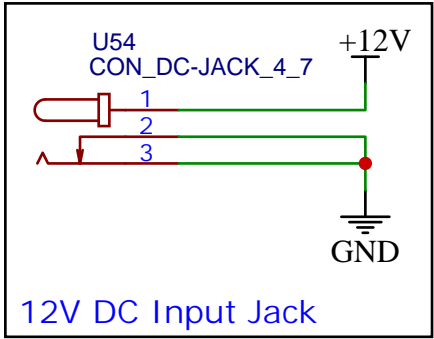 U54
CON_DC-JACK_4_7
+12V
1
2
3
GND
12V DC Input Jack